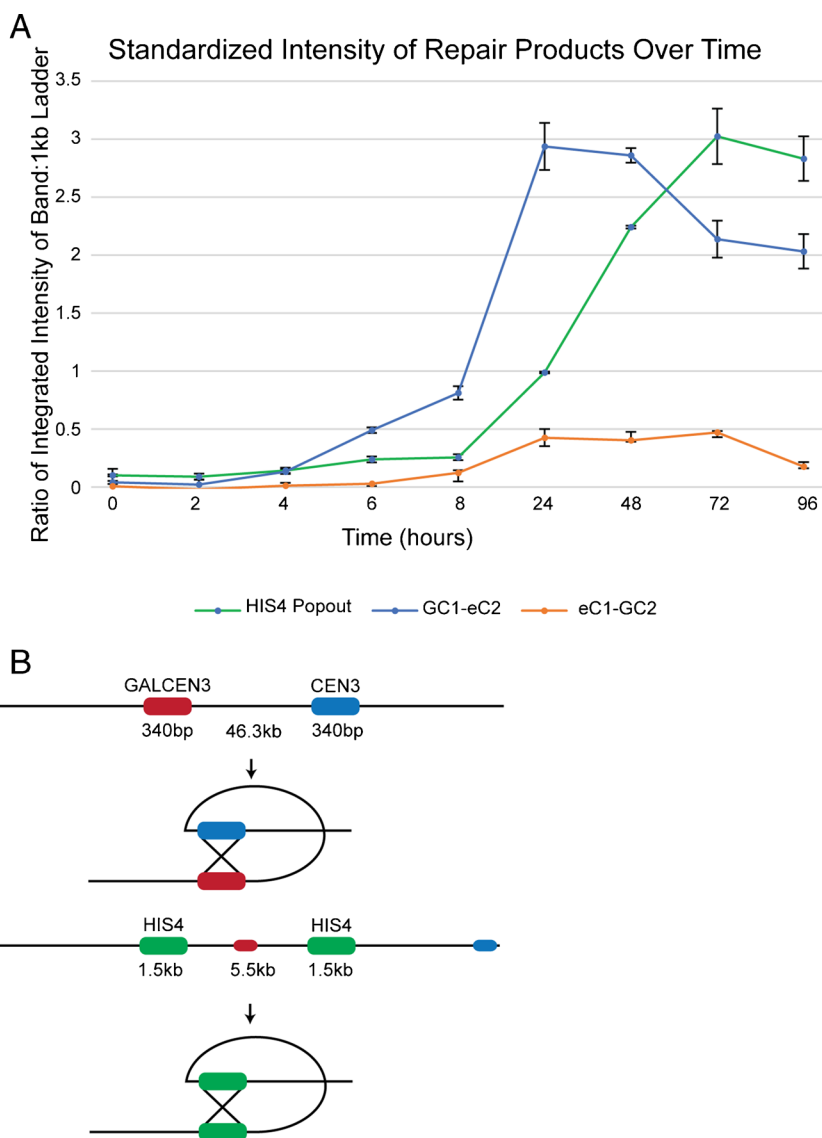 A
Standardized Intensity of Repair Products Over Time
Ratio of Integrated Intensity of Band:1kb Ladder
3.5
3
2.5
2
1.5
1
0.5
0
0 2 4 6 8 24 48 72 96
Time (hours)
HIS4 Popout GC1-eC2 eC1-GC2
B
GALCEN3 CEN3
340bp 46.3kb 340bp
HIS4 HIS4
1.5kb 5.5kb 1.5kb